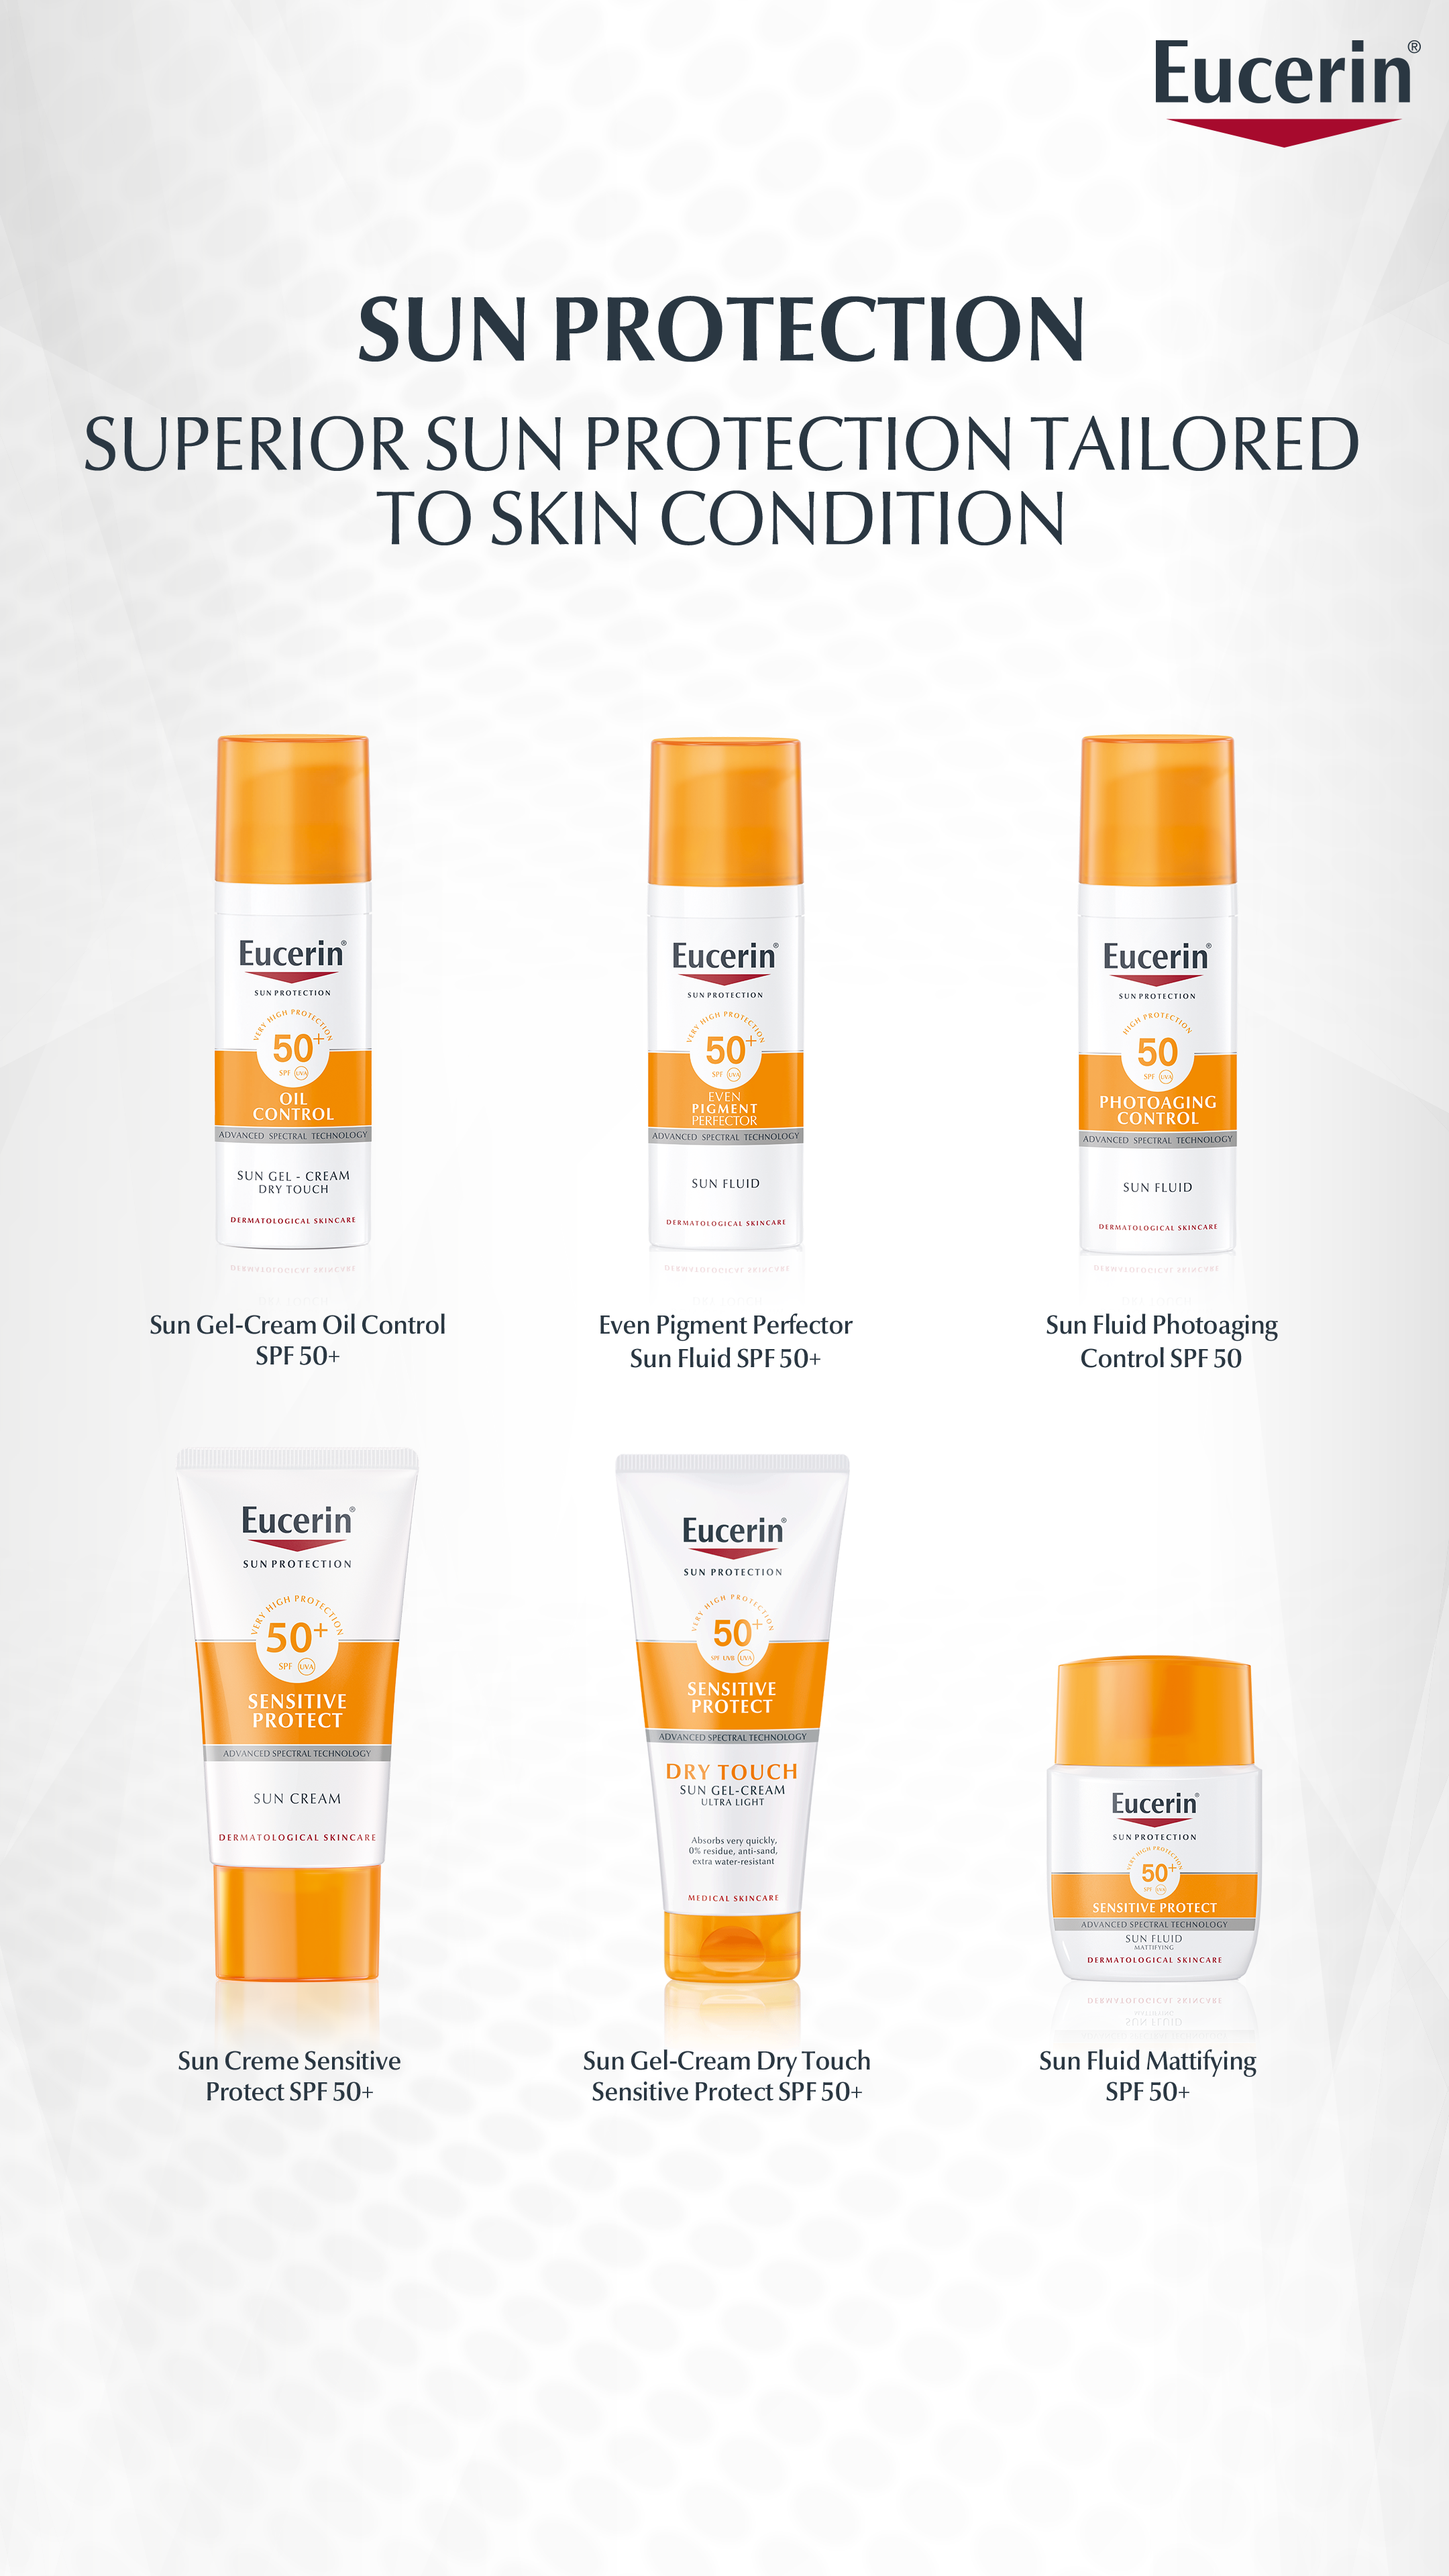 Eucerin®
SUN PROTECTION
SUPERIOR SUN PROTECTION TAILORED
TO SKIN CONDITION
Eucerin®
SUN PROTECTION
VERY HIGH PROTECTION
50+
SPF UVA
OIL
CONTROL
ADVANCED SPECTRAL TECHNOLOGY
SUN GEL - CREAM
DRY TOUCH
DERMATOLOGICAL SKINCARE
Sun Gel-Cream Oil Control
SPF 50+
Eucerin®
SUN PROTECTION
VERY HIGH PROTECTION
50+
SPF UVA
EVEN
PIGMENT
PERFECTOR
ADVANCED SPECTRAL TECHNOLOGY
SUN FLUID
DERMATOLOGICAL SKINCARE
Even Pigment Perfector
Sun Fluid SPF 50+
Eucerin®
SUN PROTECTION
HIGH PROTECTION
50
SPF UVA
PHOTOAGING
CONTROL
ADVANCED SPECTRAL TECHNOLOGY
SUN FLUID
DERMATOLOGICAL SKINCARE
Sun Fluid Photoaging
Control SPF 50
Eucerin®
SUN PROTECTION
VERY HIGH PROTECTION
50+
SPF UVA
SENSITIVE
PROTECT
ADVANCED SPECTRAL TECHNOLOGY
SUN CREAM
DERMATOLOGICAL SKINCARE
Sun Creme Sensitive
Protect SPF 50+
Eucerin®
SUN PROTECTION
VERY HIGH PROTECTION
50+
SPF UVB UVA
SENSITIVE
PROTECT
ADVANCED SPECTRAL TECHNOLOGY
DRY TOUCH
SUN GEL-CREAM
ULTRA LIGHT
Absorbs very quickly,
0% residue, anti-sand,
extra water-resistant
MEDICAL SKINCARE
Sun Gel-Cream Dry Touch
Sensitive Protect SPF 50+
Eucerin®
SUN PROTECTION
VERY HIGH PROTECTION
50+
SPF UVA
SENSITIVE PROTECT
ADVANCED SPECTRAL TECHNOLOGY
SUN FLUID
MATTIFYING
DERMATOLOGICAL SKINCARE
Sun Fluid Mattifying
SPF 50+